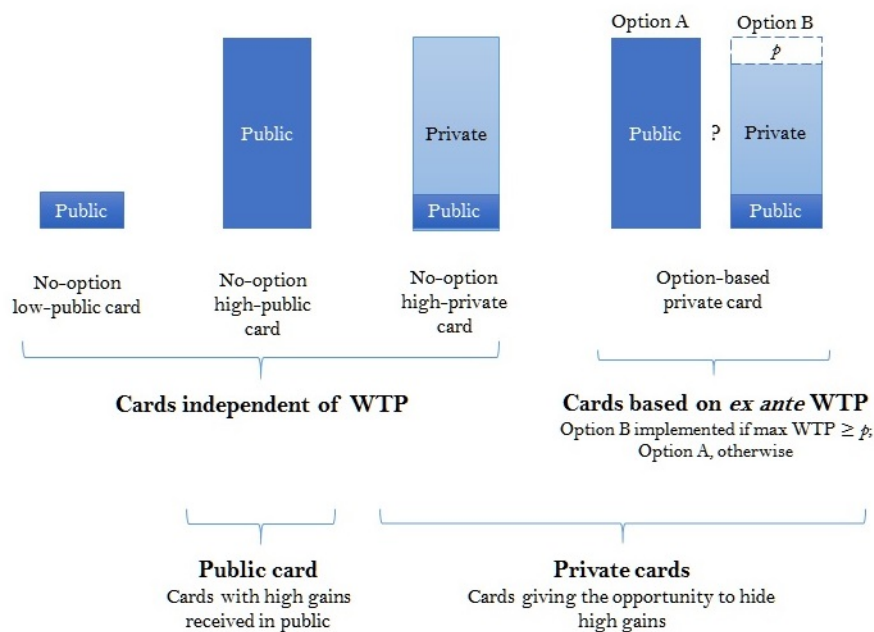 Option A
Option B
p
Public
Private
Public
?
Private
Public
Public
Public
No-option
low-public card
No-option
high-public
card
No-option
high-private
card
Option-based
private card
Cards independent of WTP
Cards based on ex ante WTP
Option B implemented if max WTP ≥ p;
Option A, otherwise
Public card
Cards with high gains
received in public
Private cards
Cards giving the opportunity to hide
high gains